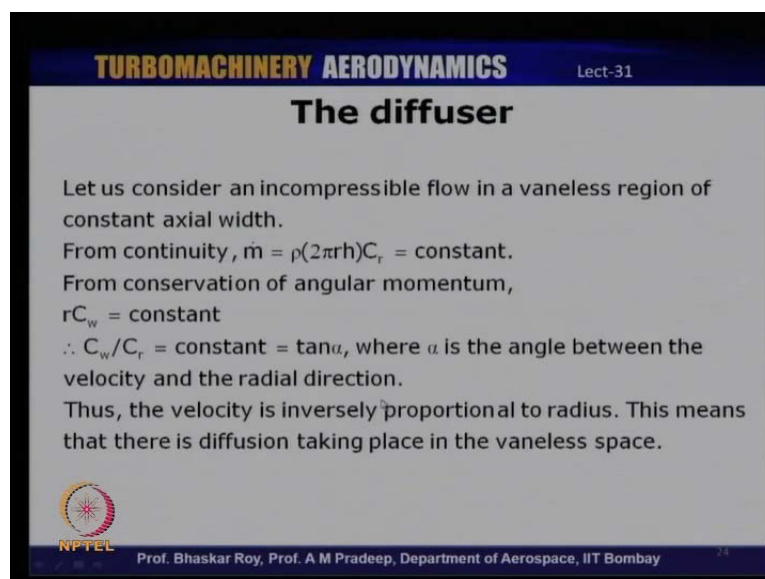 TURBOMACHINERY AERODYNAMICS Lect-31
The diffuser
Let us consider an incompressible flow in a vaneless region of
constant axial width.
From continuity, ṁ = ρ(2πrh)Cᵣ = constant.
From conservation of angular momentum,
rC_w = constant
∴ C_w/Cᵣ = constant = tanα, where α is the angle between the
velocity and the radial direction.
Thus, the velocity is inversely proportional to radius. This means
that there is diffusion taking place in the vaneless space.
NPTEL
Prof. Bhaskar Roy, Prof. A M Pradeep, Department of Aerospace, IIT Bombay
24